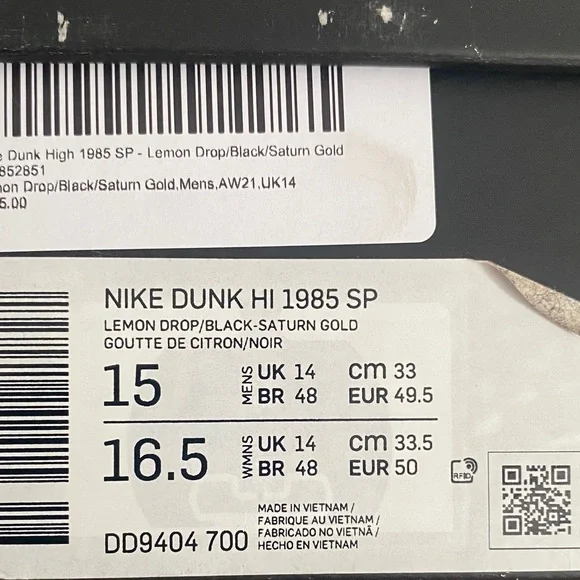 e Dunk High 1985 SP - Lemon Drop/Black/Saturn Gold
852851
non Drop/Black/Saturn Gold,Mens,AW21,UK14
5.00
NIKE DUNK HI 1985 SP
LEMON DROP/BLACK-SATURN GOLD
GOUTTE DE CITRON/NOIR
15 MENS UK 14 cm 33
BR 48 EUR 49.5
16.5 WMNS UK 14 cm 33.5
BR 48 EUR 50
RFID
DD9404 700
MADE IN VIETNAM /
FABRIQUE AU VIETNAM /
FABRICADO NO VIETNÃ /
HECHO EN VIETNAM